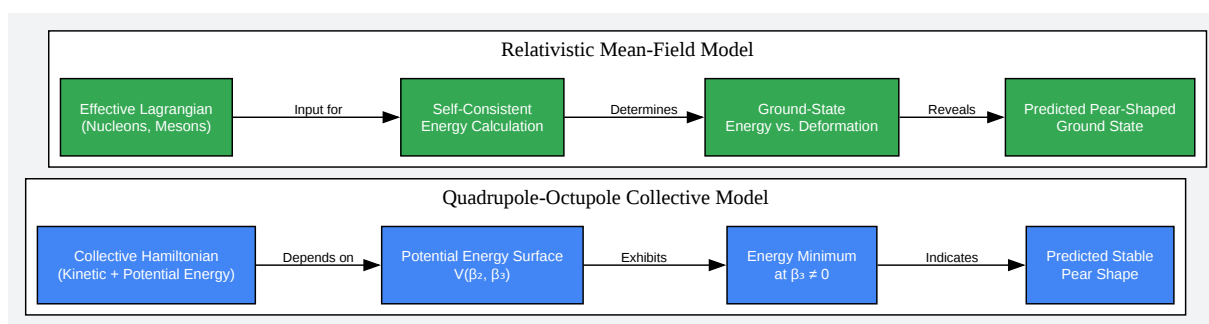 Relativistic Mean-Field Model
Effective Lagrangian
(Nucleons, Mesons)
Input for
Self-Consistent
Energy Calculation
Determines
Ground-State
Energy vs. Deformation
Reveals
Predicted Pear-Shaped
Ground State
Quadrupole-Octupole Collective Model
Collective Hamiltonian
(Kinetic + Potential Energy)
Depends on
Potential Energy Surface
V(β₂, β₃)
Exhibits
Energy Minimum
at β₃ ≠ 0
Indicates
Predicted Stable
Pear Shape